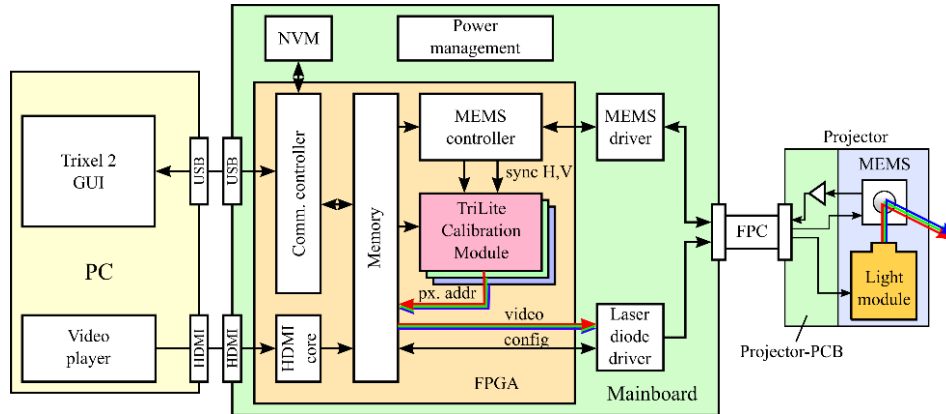 NVM
Power
management
Trixel 2
GUI
USB
USB
Comm. controller
Memory
MEMS
controller
MEMS
driver
sync H,V
TriLite
Calibration
Module
px. addr
PC
Video
player
HDMI
HDMI
HDMI
core
video
config
Laser
diode
driver
FPGA
Mainboard
FPC
Projector
MEMS
Light
module
Projector-PCB